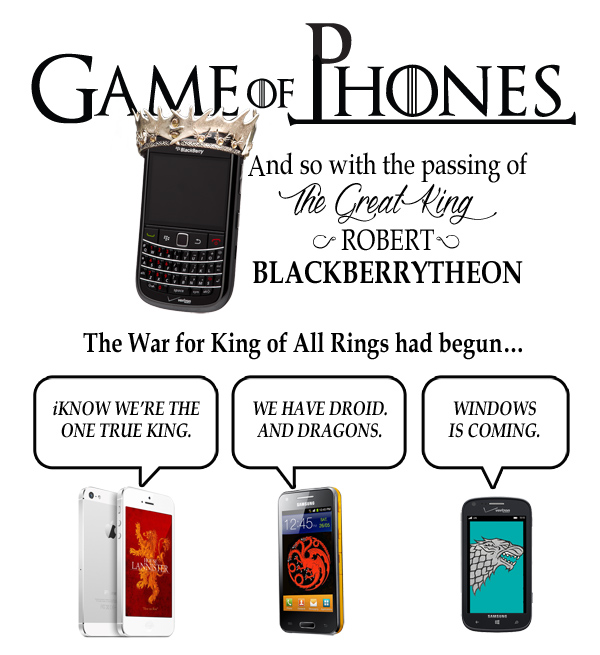 GAME OF PHONES
BlackBerry
And so with the passing of
The Great King
ROBERT
BLACKBERRYTHEON
verizon
The War for King of All Rings had begun...
iKNOW WE'RE THE
ONE TRUE KING.
WE HAVE DROID.
AND DRAGONS.
WINDOWS
IS COMING.
SAMSUNG
12:45
verizon
LANNISTER
SAMSUNG